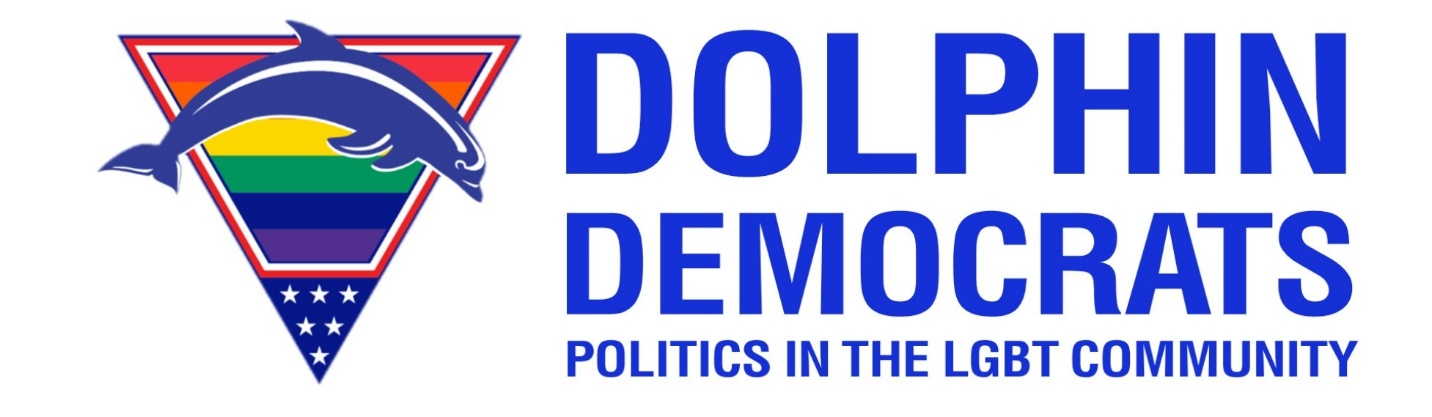 DOLPHIN
DEMOCRATS
POLITICS IN THE LGBT COMMUNITY